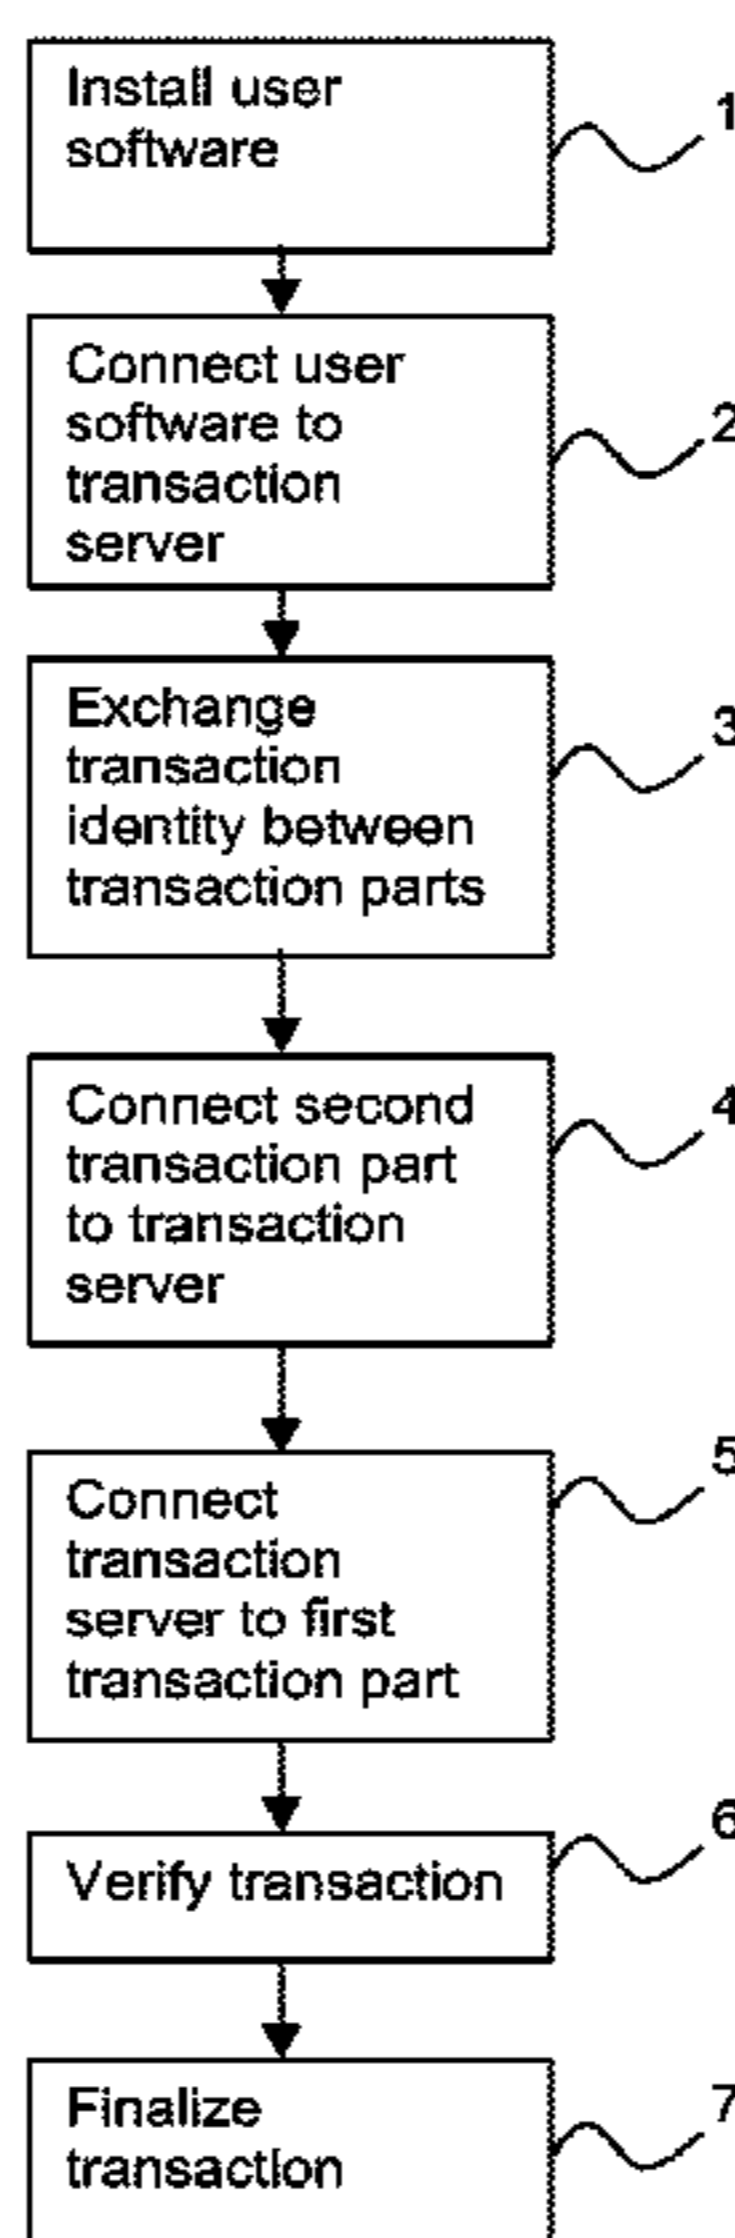 Install user
software
1
Connect user
software to
transaction
server
2
Exchange
transaction
identity between
transaction parts
3
Connect second
transaction part
to transaction
server
4
Connect
transaction
server to first
transaction part
5
Verify transaction
6
Finalize
transaction
7